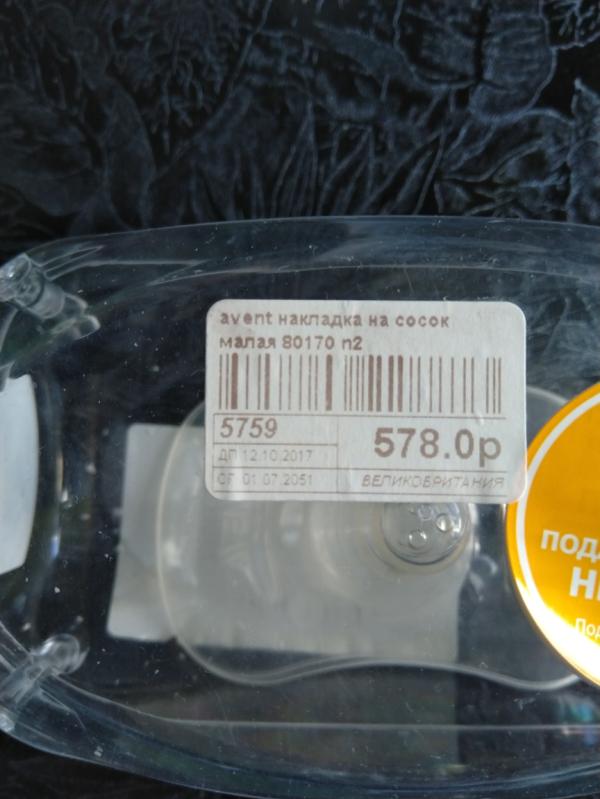 avent накладка на сосок
малая 80170 n2
5759
578.0р
ДП 12.10.2017
СГ 01.07.2051
ВЕЛИКОБРИТАНИЯ